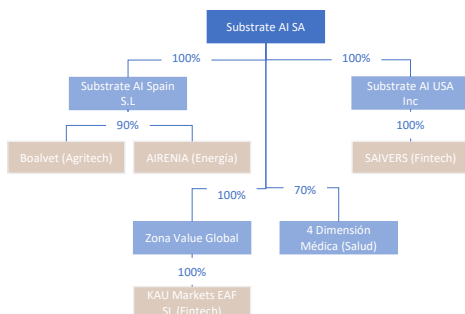 Substrate AI SA
100%
100%
Substrate AI Spain
S.L
Substrate AI USA
Inc
90%
100%
Boalvet (Agritech)
AIRENIA (Energía)
SAIVERS (Fintech)
100%
70%
Zona Value Global
4 Dimensión
Médica (Salud)
100%
KAU Markets EAF
SL (Fintech)